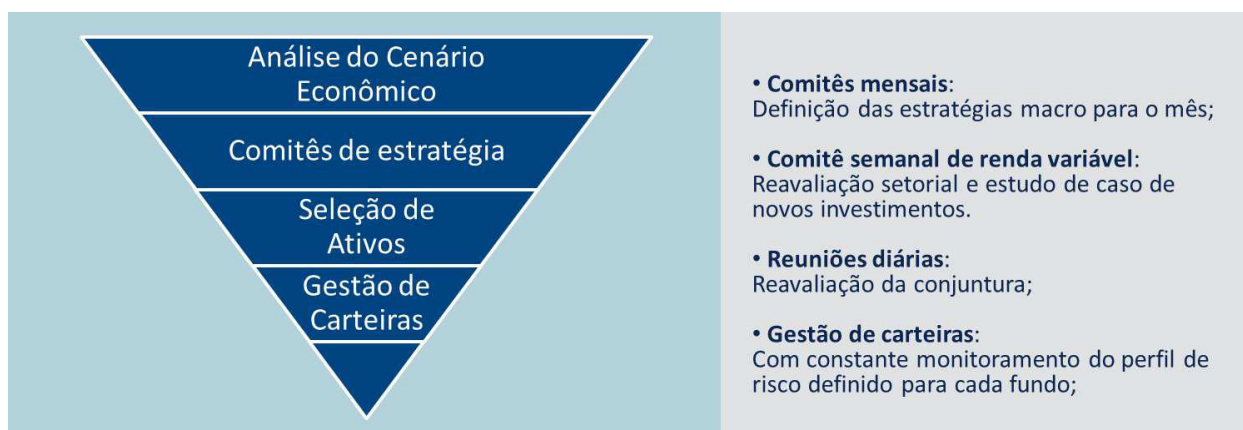 Análise do Cenário
Econômico
Comitês de estratégia
Seleção de
Ativos
Gestão de
Carteiras
• Comitês mensais:
Definição das estratégias macro para o mês;
• Comitê semanal de renda variável:
Reavaliação setorial e estudo de caso de
novos investimentos.
• Reuniões diárias:
Reavaliação da conjuntura;
• Gestão de carteiras:
Com constante monitoramento do perfil de
risco definido para cada fundo;